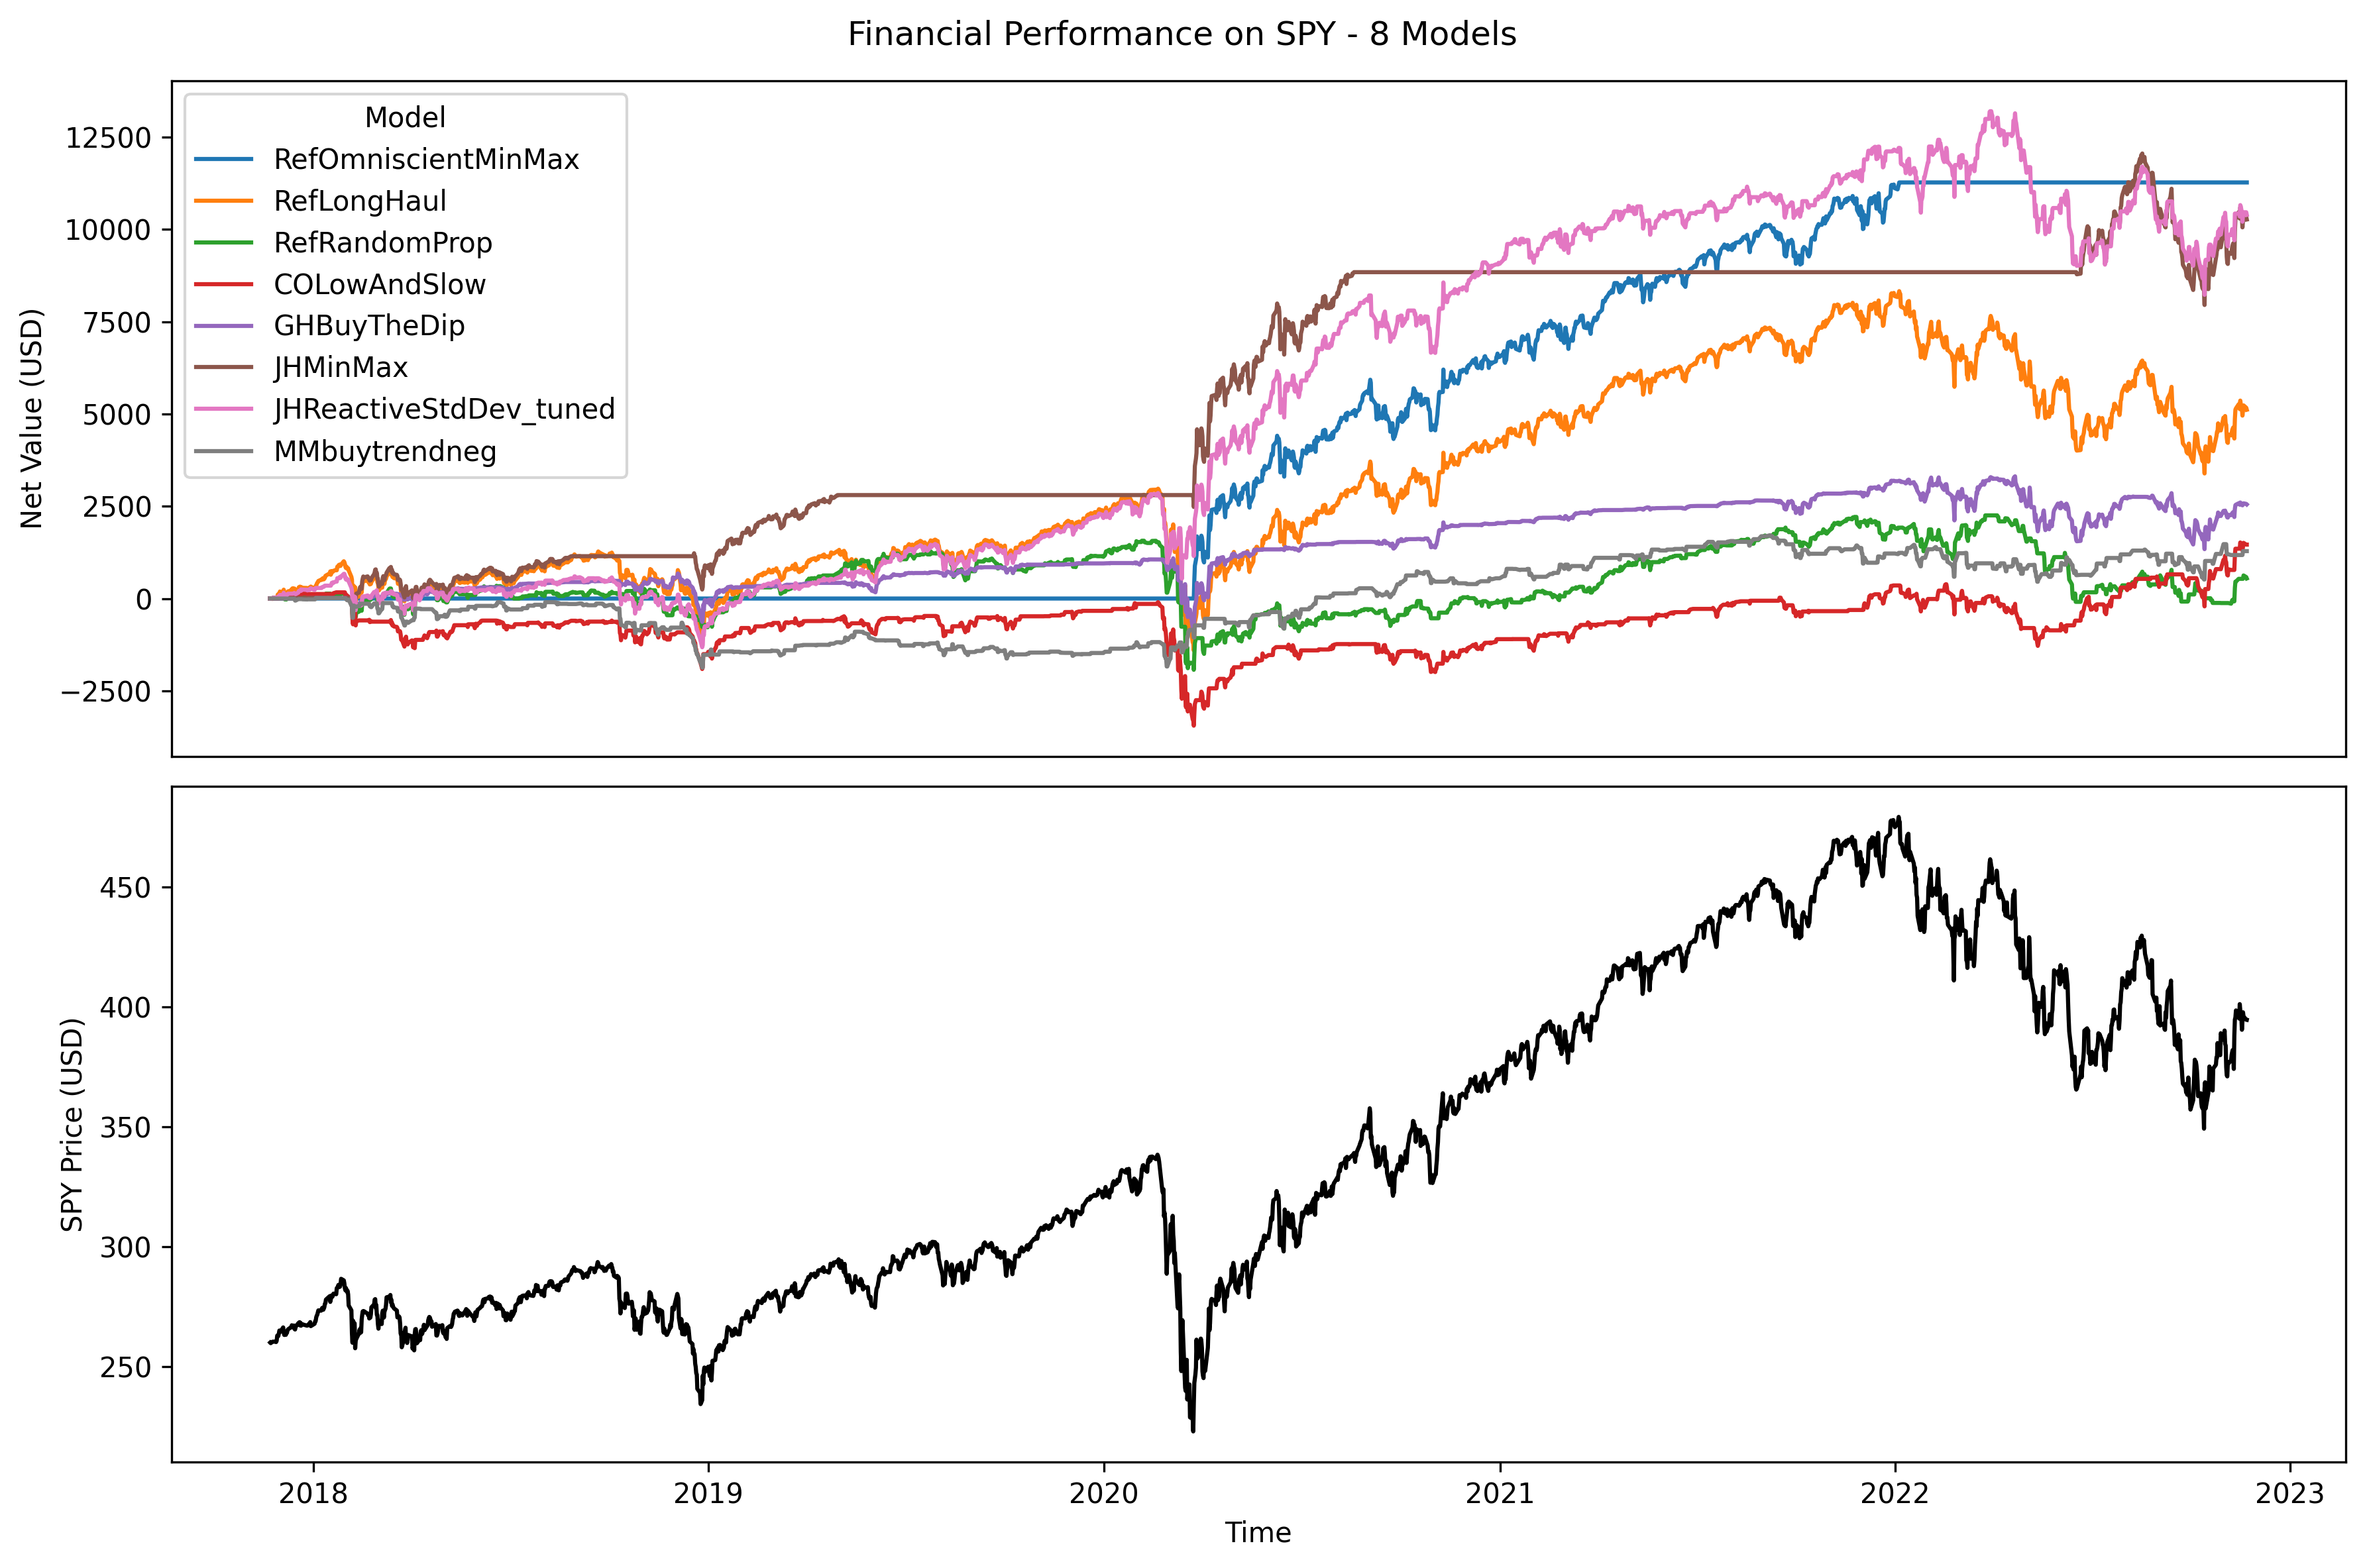 Financial Performance on SPY - 8 Models
Net Value (USD)
12500
10000
7500
5000
2500
0
−2500
Model
RefOmniscientMinMax
RefLongHaul
RefRandomProp
COLowAndSlow
GHBuyTheDip
JHMinMax
JHReactiveStdDev_tuned
MMbuytrendneg
SPY Price (USD)
450
400
350
300
250
2018 2019 2020 2021 2022 2023
Time